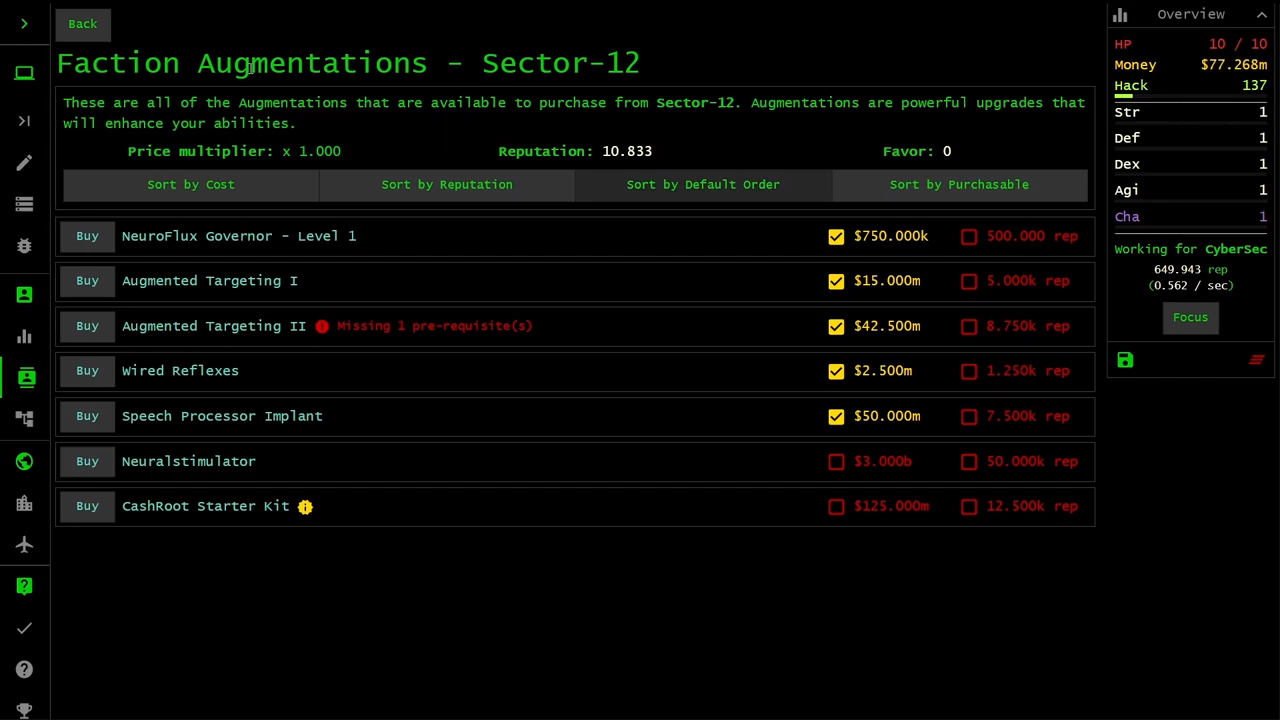 Back
Faction Augmentations - Sector-12
These are all of the Augmentations that are available to purchase from Sector-12. Augmentations are powerful upgrades that
will enhance your abilities.
Price multiplier: x 1.000 Reputation: 10.833 Favor: 0
Sort by Cost Sort by Reputation Sort by Default Order Sort by Purchasable
Buy NeuroFlux Governor - Level 1 $750.000k 500.000 rep
Buy Augmented Targeting I $15.000m 5.000k rep
Buy Augmented Targeting II Missing 1 pre-requisite(s) $42.500m 8.750k rep
Buy Wired Reflexes $2.500m 1.250k rep
Buy Speech Processor Implant $50.000m 7.500k rep
Buy Neuralstimulator $3.000b 50.000k rep
Buy CashRoot Starter Kit $125.000m 12.500k rep
Overview
HP 10 / 10
Money $77.268m
Hack 137
Str 1
Def 1
Dex 1
Agi 1
Cha 1
Working for CyberSec
649.943 rep
(0.562 / sec)
Focus